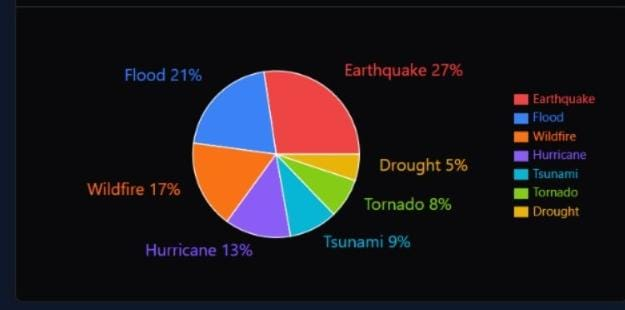 Earthquake 27%
Flood 21%
Wildfire 17%
Hurricane 13%
Tsunami 9%
Tornado 8%
Drought 5%
Earthquake
Flood
Wildfire
Hurricane
Tsunami
Tornado
Drought